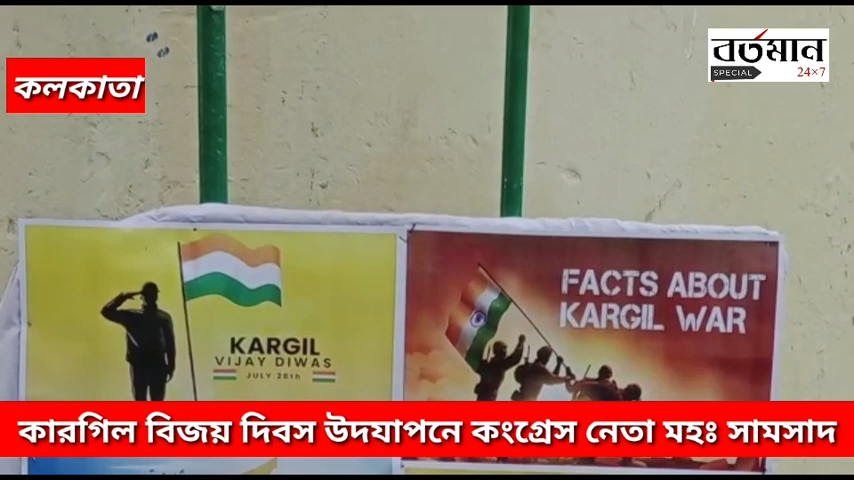 কলকাতা
বর্তমান
SPECIAL
24×7
KARGIL
VIJAY DIWAS
JULY 26th
FACTS ABOUT
KARGIL WAR
কারগিল বিজয় দিবস উদযাপনে কংগ্রেস নেতা মহঃ সামসাদ